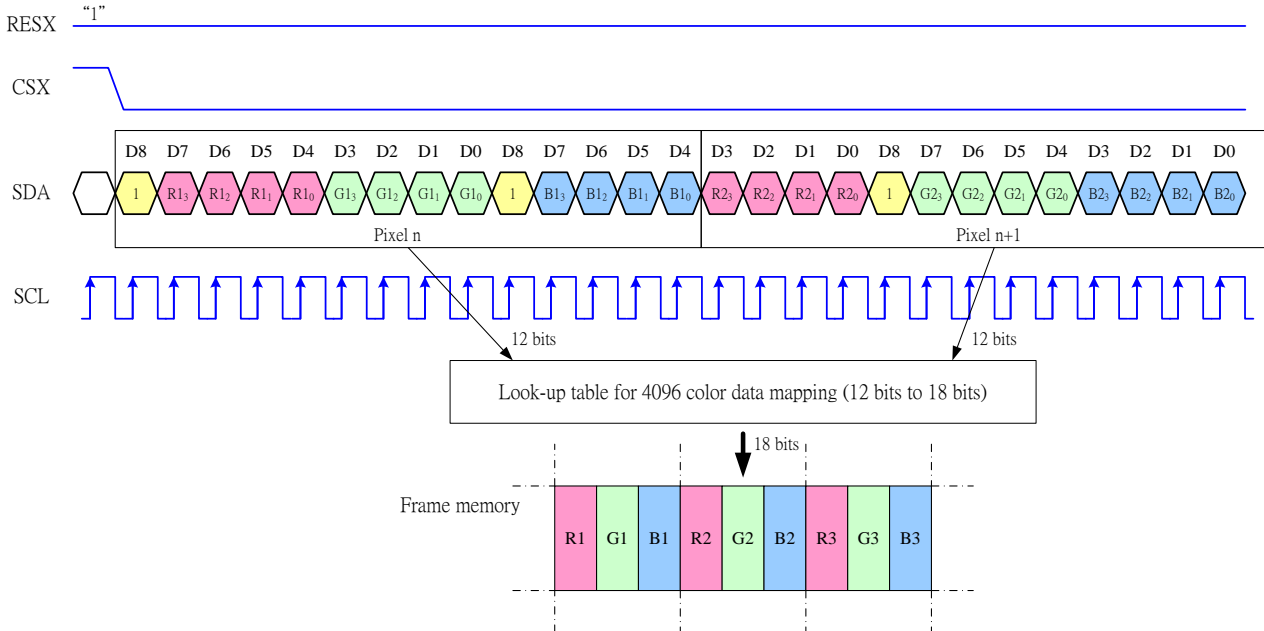 RESX “1”
CSX
D8 D7 D6 D5 D4 D3 D2 D1 D0 D8 D7 D6 D5 D4 D3 D2 D1 D0 D8 D7 D6 D5 D4 D3 D2 D1 D0
SDA 1 R1₃ R1₂ R1₁ R1₀ G1₃ G1₂ G1₁ G1₀ 1 B1₃ B1₂ B1₁ B1₀ R2₃ R2₂ R2₁ R2₀ 1 G2₃ G2₂ G2₁ G2₀ B2₃ B2₂ B2₁ B2₀
Pixel n Pixel n+1
SCL
12 bits 12 bits
Look-up table for 4096 color data mapping (12 bits to 18 bits)
18 bits
Frame memory
R1 G1 B1 R2 G2 B2 R3 G3 B3